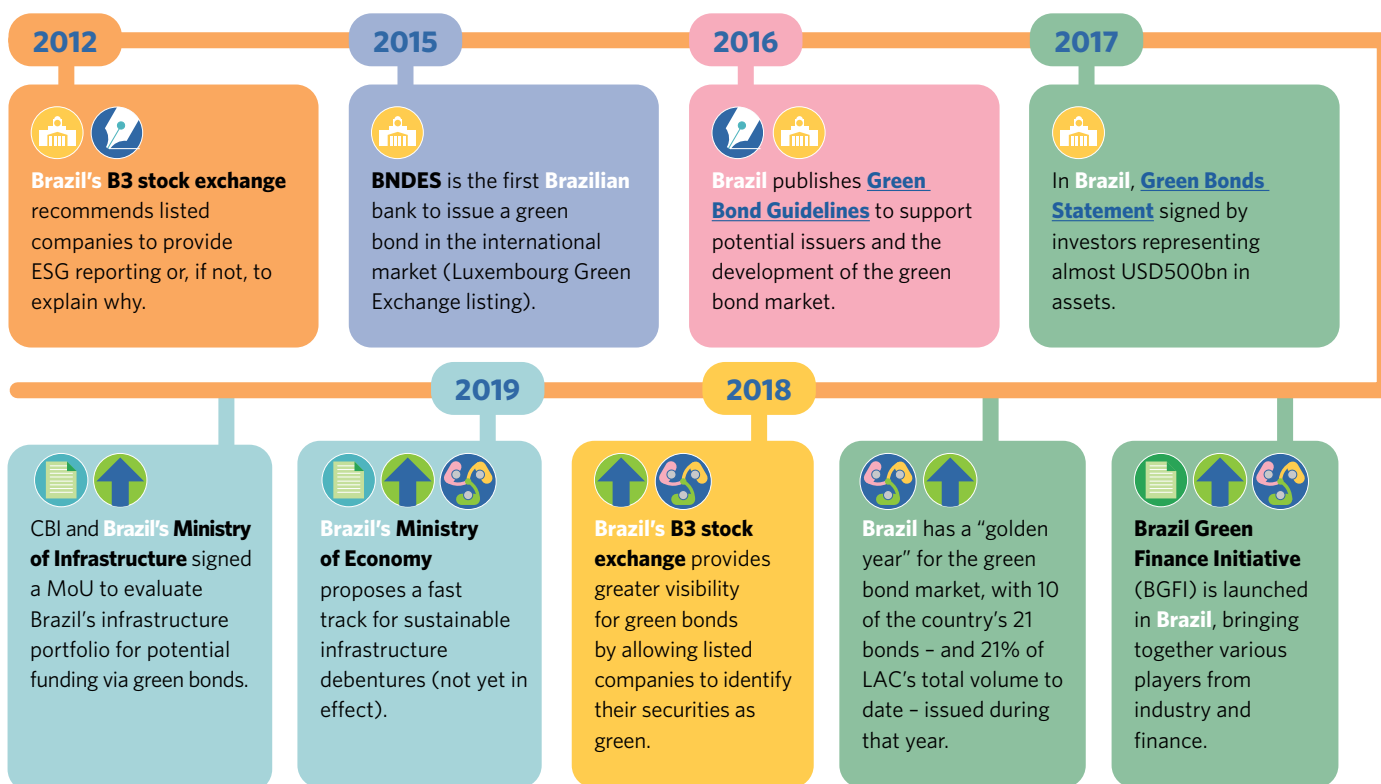 2012
Brazil's B3 stock exchange
recommends listed
companies to provide
ESG reporting or, if not, to
explain why.
2015
BNDES is the first Brazilian
bank to issue a green
bond in the international
market (Luxembourg Green
Exchange listing).
2016
Brazil publishes Green
Bond Guidelines to support
potential issuers and the
development of the green
bond market.
2017
In Brazil, Green Bonds
Statement signed by
investors representing
almost USD500bn in
assets.
Brazil Green
Finance Initiative
(BGFI) is launched
in Brazil, bringing
together various
players from
industry and
finance.
Brazil has a “golden
year” for the green
bond market, with 10
of the country's 21
bonds – and 21% of
LAC's total volume to
date – issued during
that year.
2018
Brazil's B3 stock
exchange provides
greater visibility
for green bonds
by allowing listed
companies to identify
their securities as
green.
2019
Brazil's Ministry
of Economy
proposes a fast
track for sustainable
infrastructure
debentures (not yet in
effect).
CBI and Brazil's Ministry
of Infrastructure signed
a MoU to evaluate
Brazil's infrastructure
portfolio for potential
funding via green bonds.